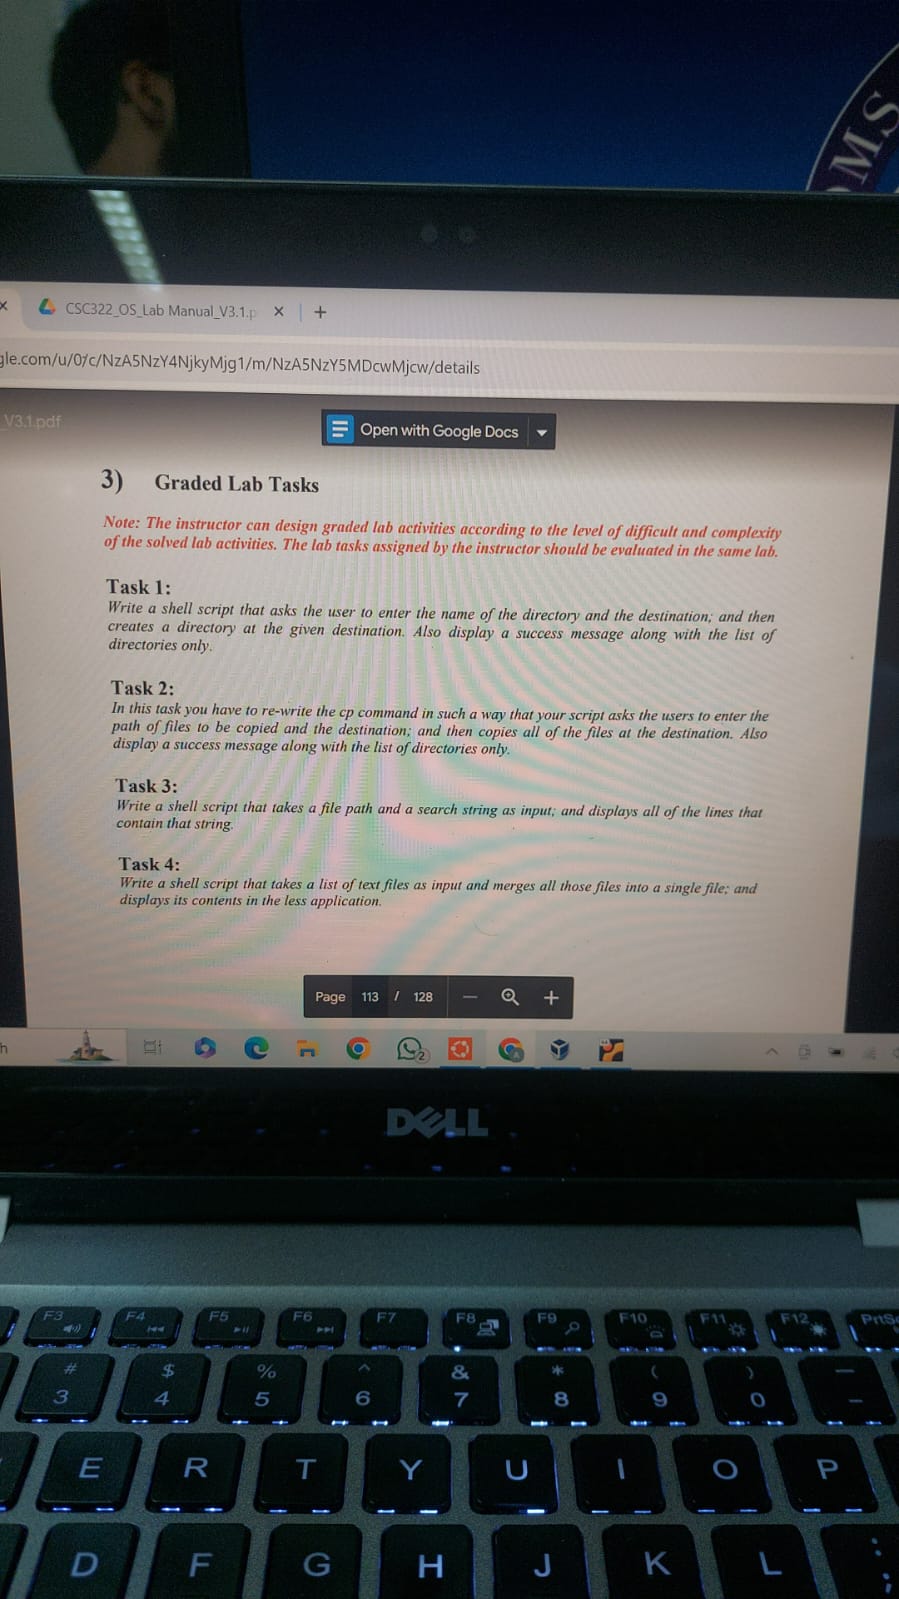 OMS
CSC322_OS_Lab Manual_V3.1.p × +
gle.com/u/0/c/NzA5NzY4NjkyMjg1/m/NzA5NzY5MDcwMjcw/details
V3.1.pdf
Open with Google Docs
3) Graded Lab Tasks
Note: The instructor can design graded lab activities according to the level of difficult and complexity
of the solved lab activities. The lab tasks assigned by the instructor should be evaluated in the same lab.
Task 1:
Write a shell script that asks the user to enter the name of the directory and the destination; and then
creates a directory at the given destination. Also display a success message along with the list of
directories only.
Task 2:
In this task you have to re-write the cp command in such a way that your script asks the users to enter the
path of files to be copied and the destination; and then copies all of the files at the destination. Also
display a success message along with the list of directories only.
Task 3:
Write a shell script that takes a file path and a search string as input; and displays all of the lines that
contain that string.
Task 4:
Write a shell script that takes a list of text files as input and merges all those files into a single file; and
displays its contents in the less application.
Page 113 / 128 — +
h
2
DELL
F3 F4 F5 F6 F7 F8 F9 F10 F11 F12 PrtS
# $ % ^ & * ( ) _
3 4 5 6 7 8 9 0 -
E R T Y U I O P
D F G H J K L : ;